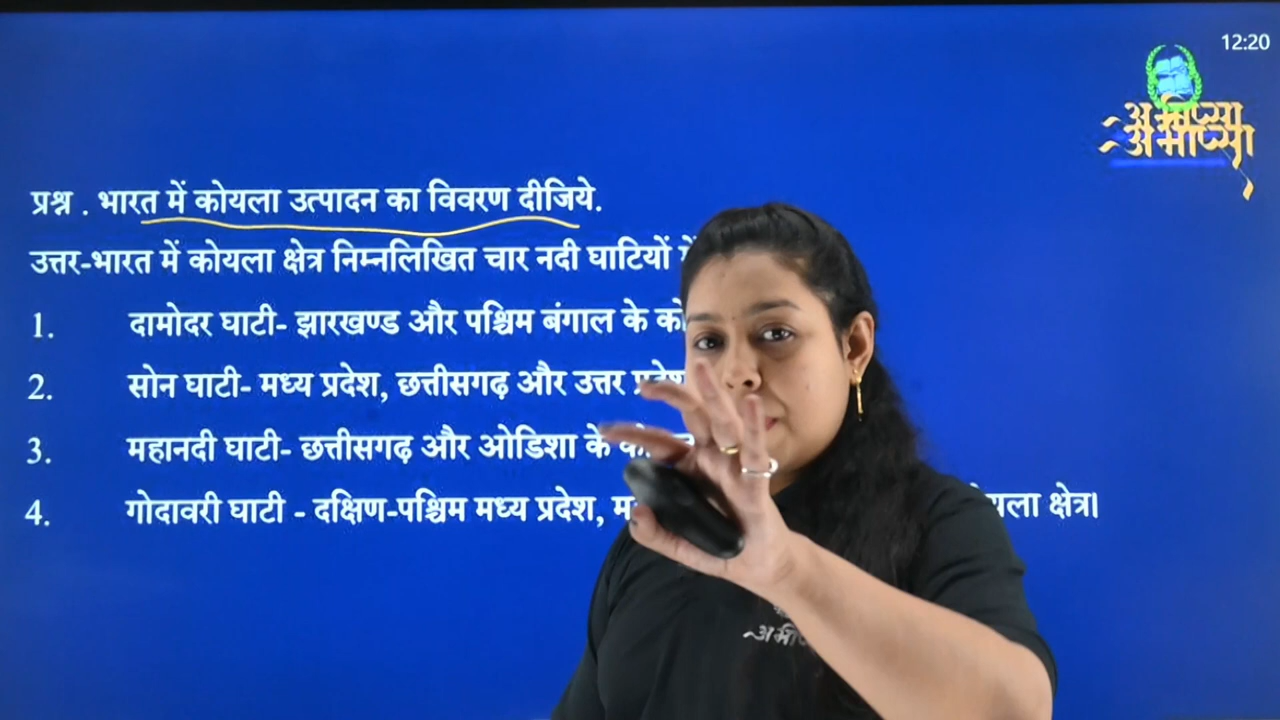 12:20
अभीप्सा
अभीप्सा
प्रश्न . भारत में कोयला उत्पादन का विवरण दीजिये.
उत्तर-भारत में कोयला क्षेत्र निम्नलिखित चार नदी घाटियों
1. दामोदर घाटी- झारखण्ड और पश्चिम बंगाल के
2. सोन घाटी- मध्य प्रदेश, छत्तीसगढ़ और उत्तर प्रदेश
3. महानदी घाटी- छत्तीसगढ़ और ओडिशा के
4. गोदावरी घाटी - दक्षिण-पश्चिम मध्य प्रदेश, क्षेत्र।